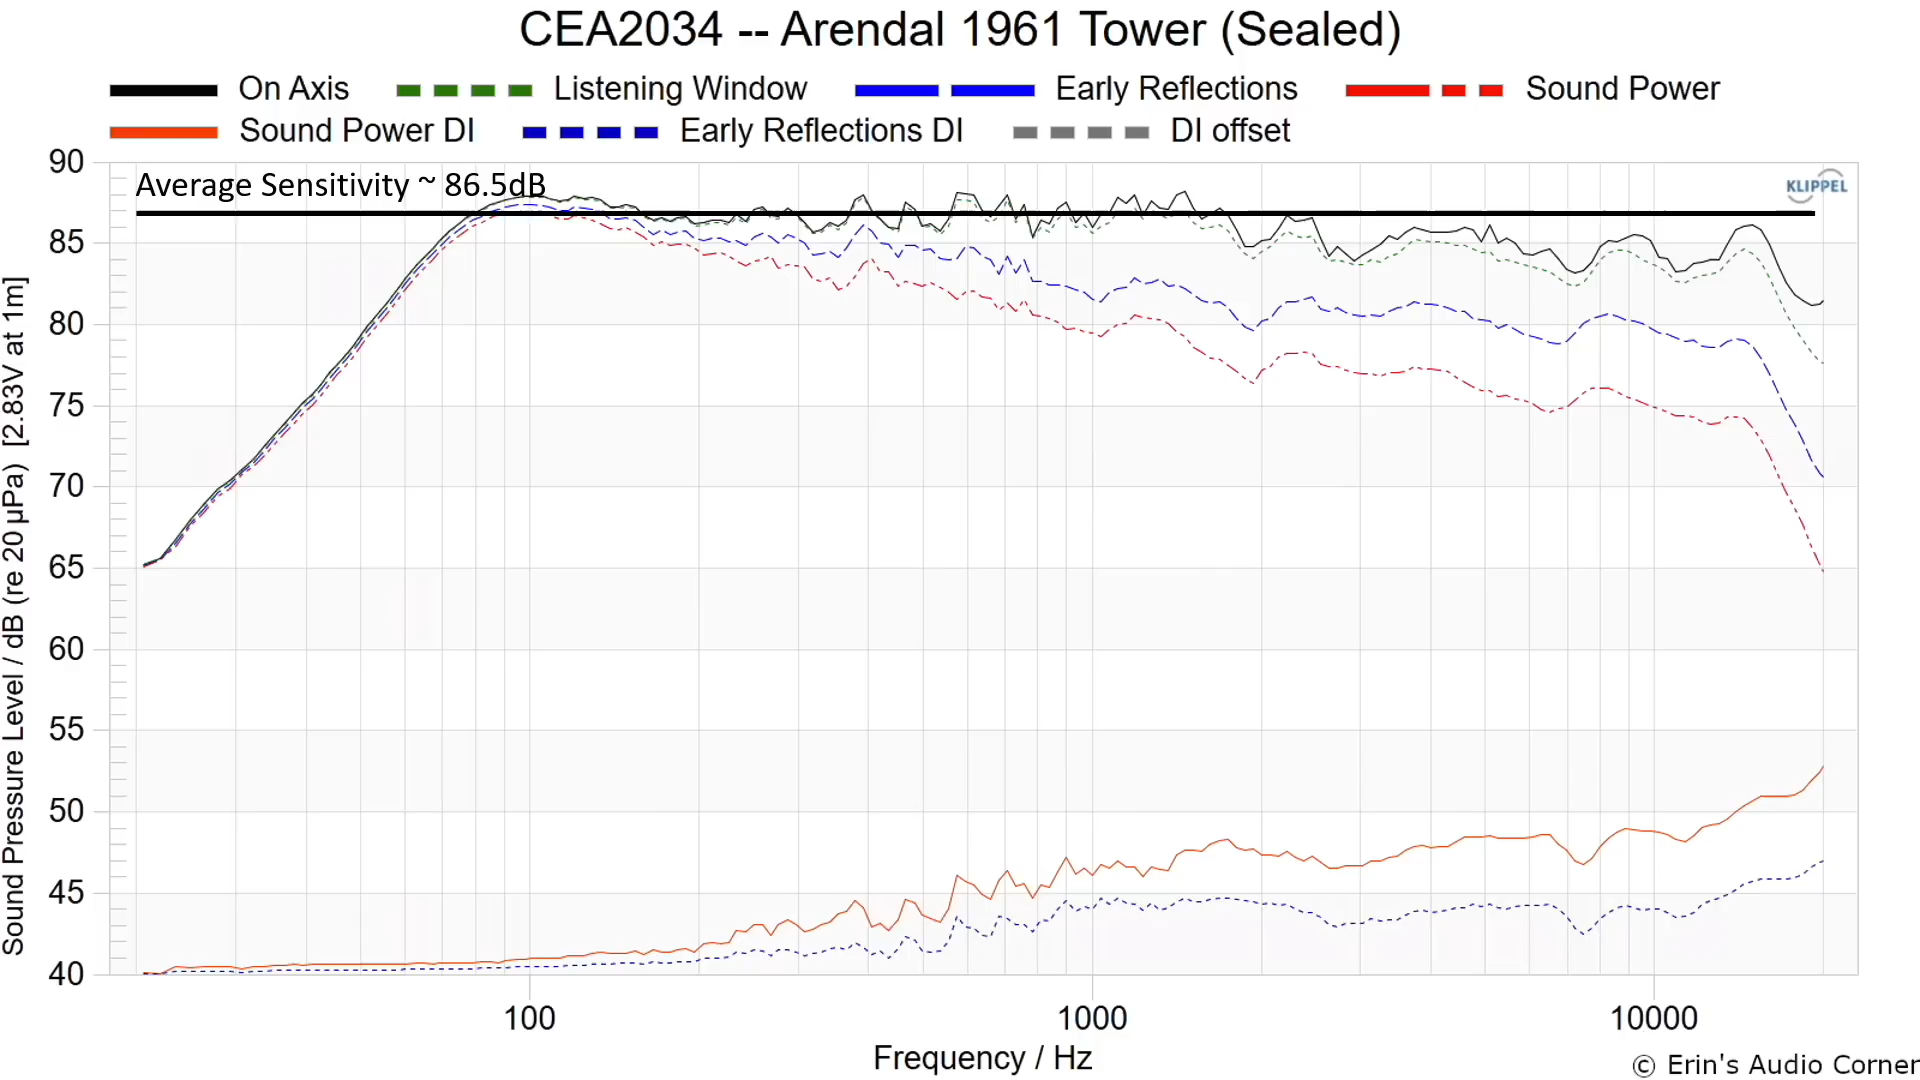 CEA2034 -- Arendal 1961 Tower (Sealed)
On Axis Listening Window Early Reflections Sound Power
Sound Power DI Early Reflections DI DI offset
Average Sensitivity ~ 86.5dB
KLIPPEL
90
85
80
75
70
65
60
55
50
45
40
Sound Pressure Level / dB (re 20 µPa) [2.83V at 1m]
100 1000 10000
Frequency / Hz
© Erin's Audio Corner